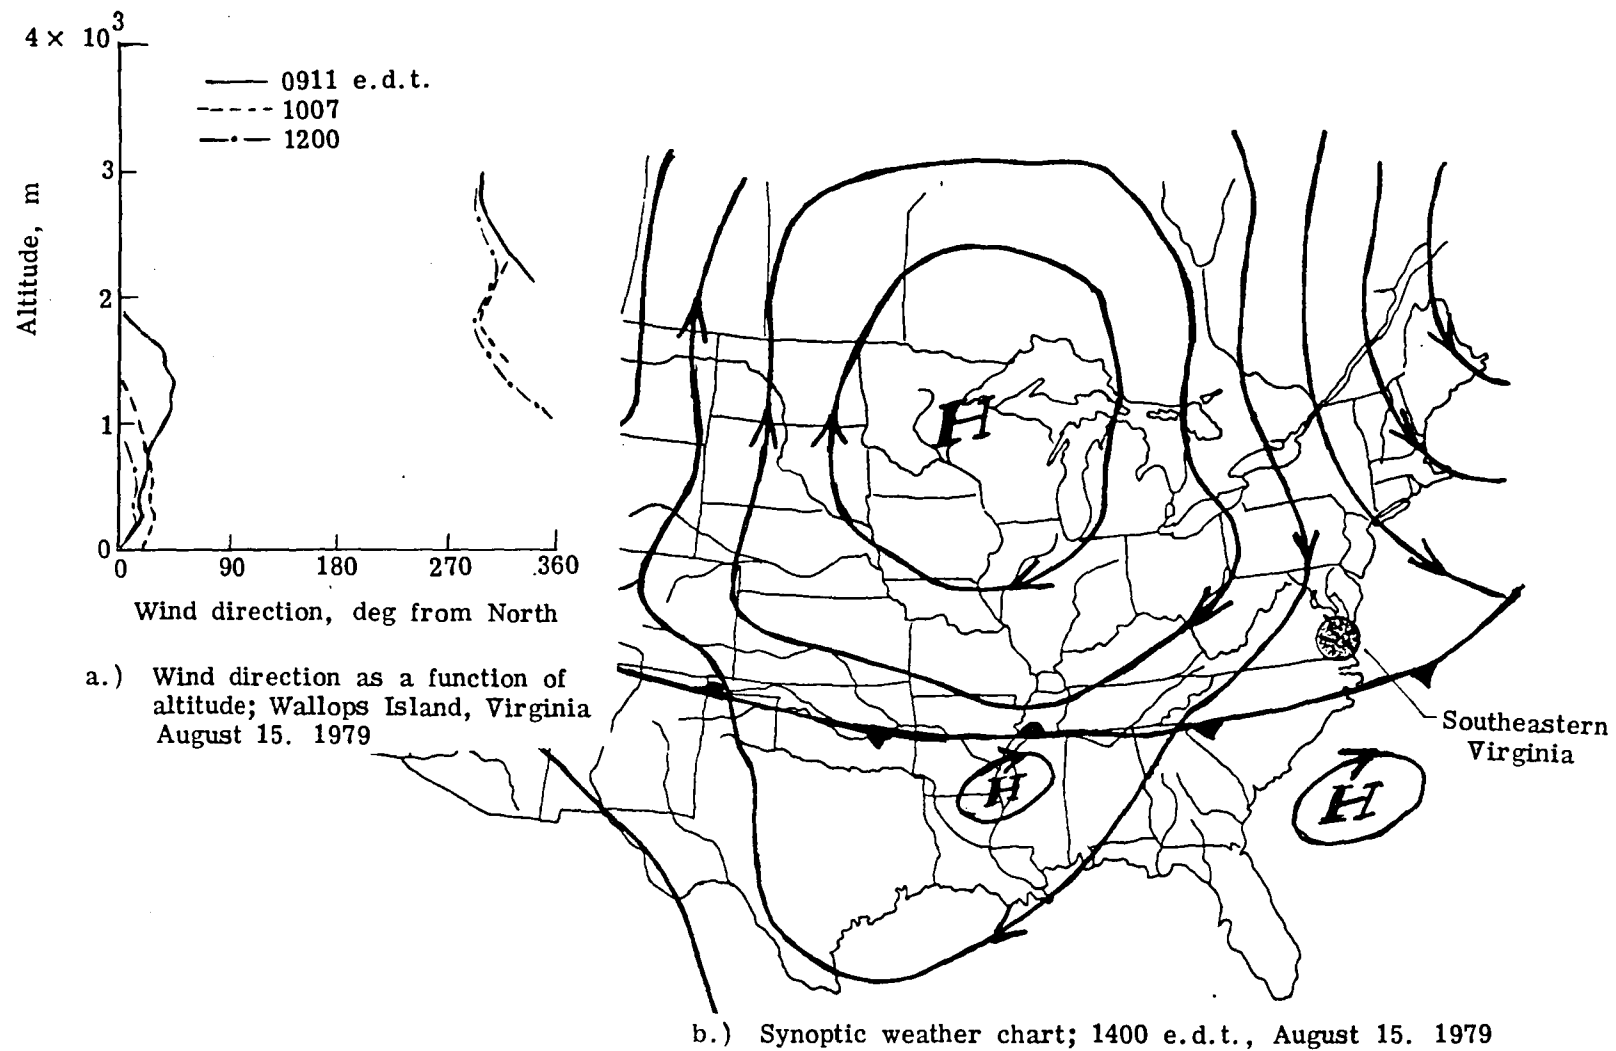 4 × 10³
0911 e.d.t.
1007
1200
3
2
1
0
Altitude, m
0 90 180 270 .360
Wind direction, deg from North
a.) Wind direction as a function of
altitude; Wallops Island, Virginia
August 15. 1979
H
H
H
Southeastern
Virginia
b.) Synoptic weather chart; 1400 e.d.t., August 15. 1979